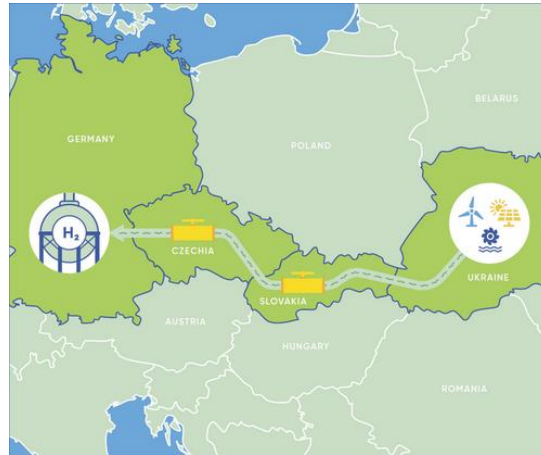 BELARUS
GERMANY
POLAND
H₂
CZECHIA
UKRAINE
SLOVAKIA
AUSTRIA
HUNGARY
ROMANIA